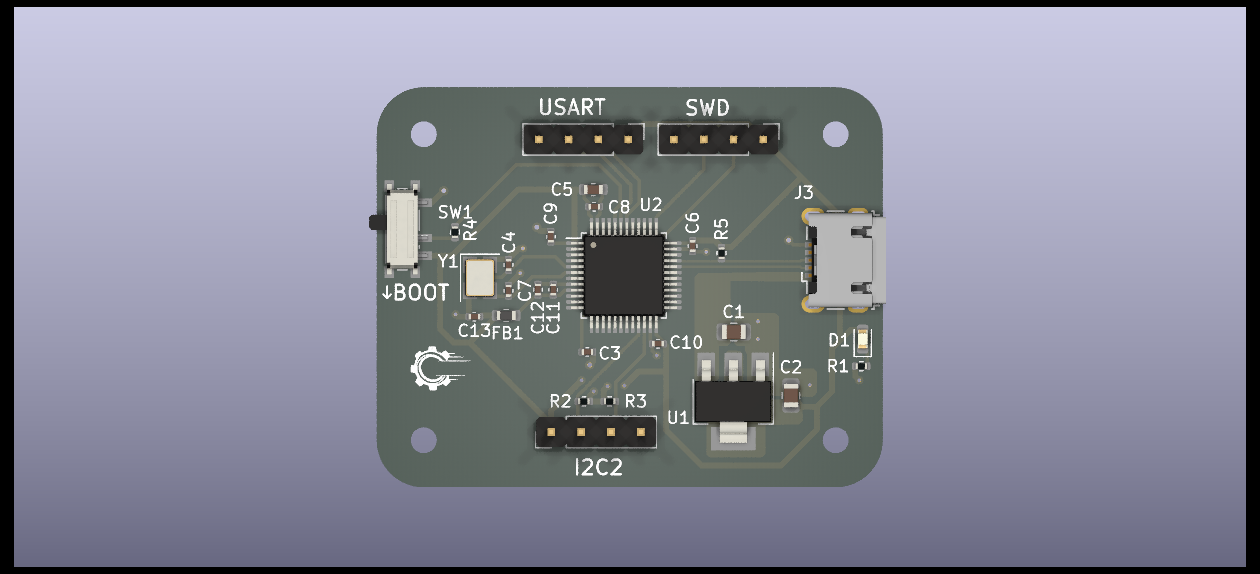 USART SWD
C5 C8 U2
J3
SW1
R4
C9
C6
R5
Y1
C4
↓BOOT
C7
C12
C11
C13
FB1
C1
C10
D1
C3
R1
C2
R2
R3
U1
I2C2